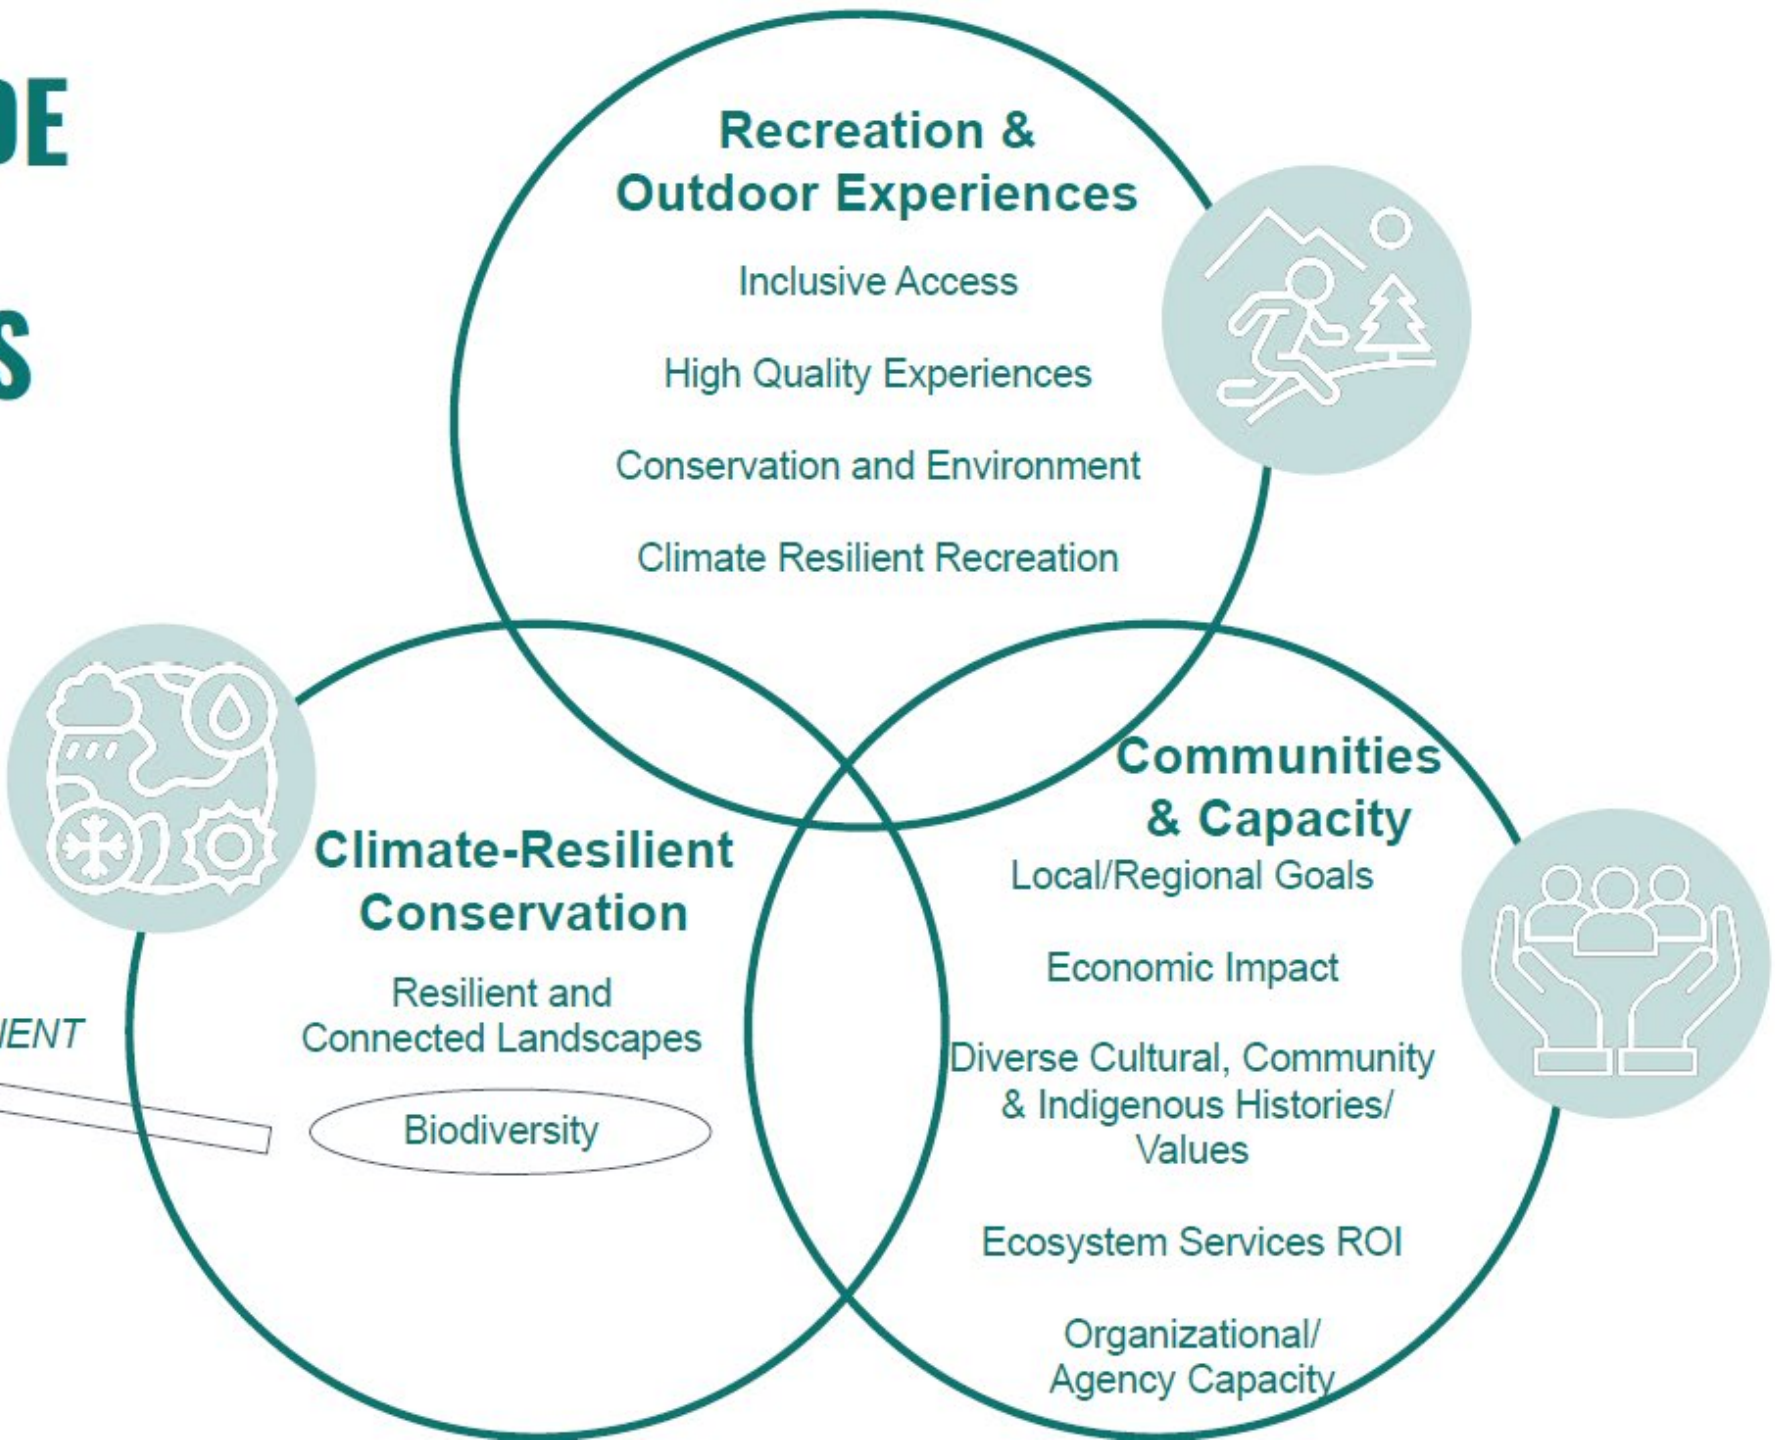 DE
S
Recreation &
Outdoor Experiences
Inclusive Access
High Quality Experiences
Conservation and Environment
Climate Resilient Recreation
Climate-Resilient
Conservation
Resilient and
Connected Landscapes
Biodiversity
Communities
& Capacity
Local/Regional Goals
Economic Impact
Diverse Cultural, Community
& Indigenous Histories/
Values
Ecosystem Services ROI
Organizational/
Agency Capacity